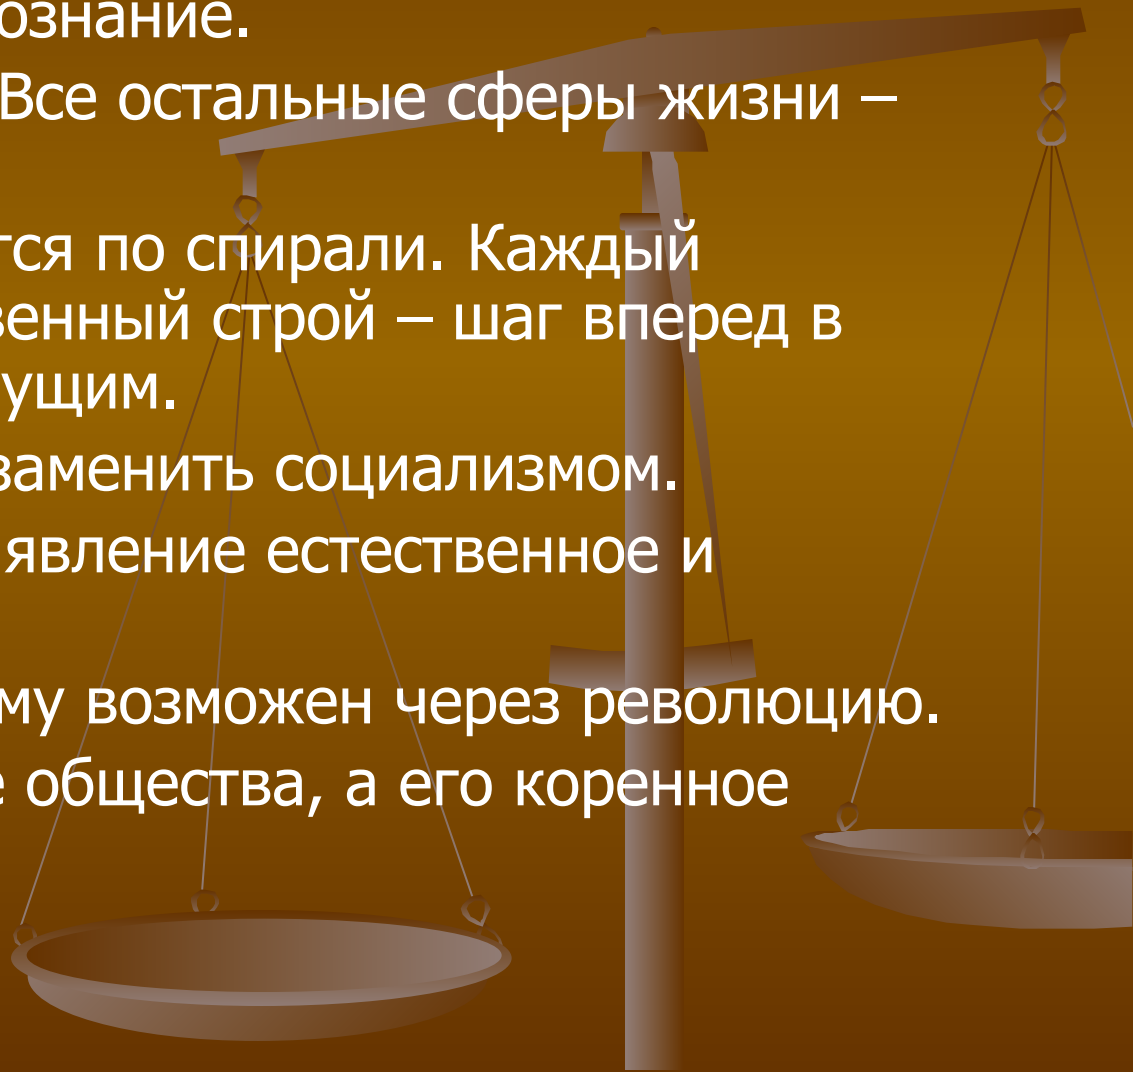 ознание.
Все остальные сферы жизни –
тся по спирали. Каждый
венный строй – шаг вперед в
ущим.
заменить социализмом.
явление естественное и
му возможен через революцию.
е общества, а его коренное